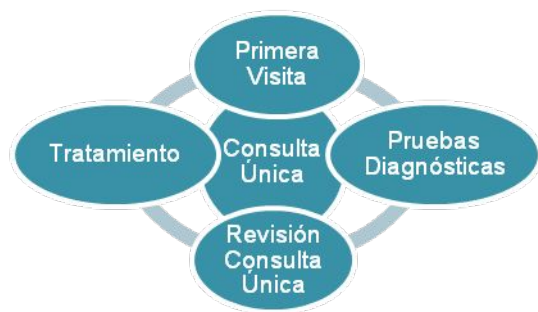 Primera
Visita
Tratamiento
Consulta
Única
Pruebas
Diagnósticas
Revisión
Consulta
Única